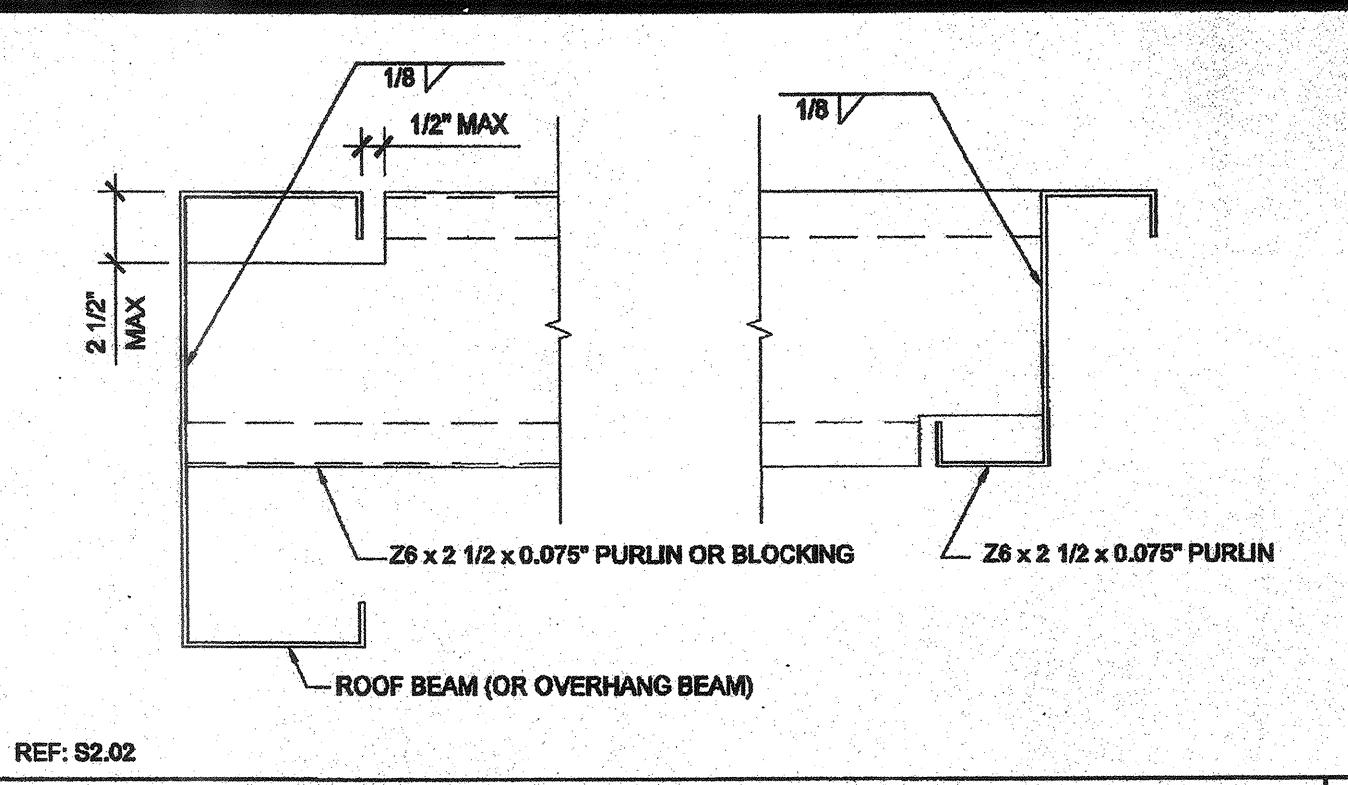 1/8
1/2" MAX
1/8
2 1/2"
MAX
Z6 x 2 1/2 x 0.075" PURLIN OR BLOCKING
Z6 x 2 1/2 x 0.075" PURLIN
ROOF BEAM (OR OVERHANG BEAM)
REF: S2.02